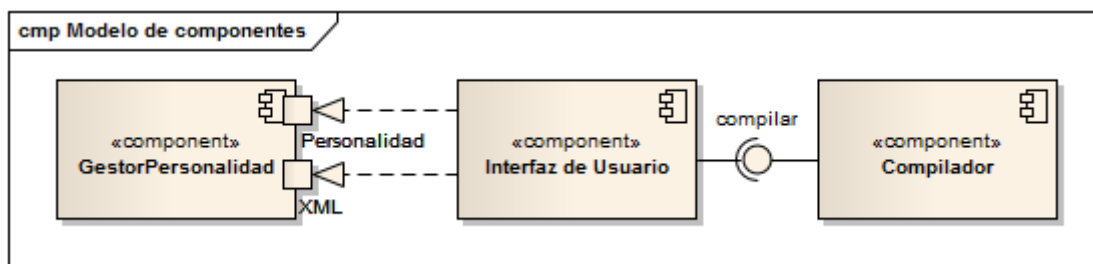 cmp Modelo de componentes
«component»
GestorPersonalidad
Personalidad
XML
«component»
Interfaz de Usuario
compilar
«component»
Compilador